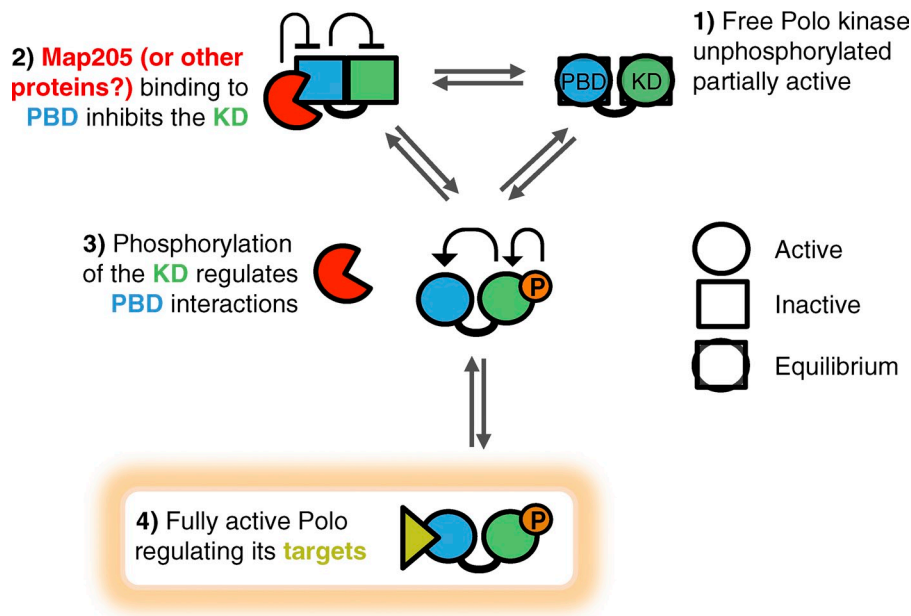 1) Free Polo kinase
unphosphorylated
partially active
2) Map205 (or other
proteins?) binding to
PBD inhibits the KD
PBD
KD
3) Phosphorylation
of the KD regulates
PBD interactions
P
Active
Inactive
Equilibrium
4) Fully active Polo
regulating its targets
P